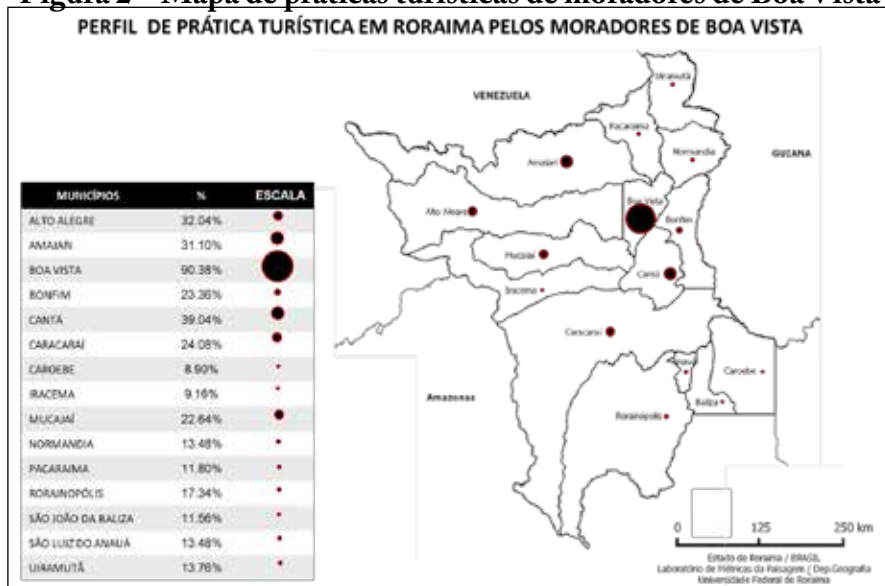 Figura 2 – Mapa de práticas turísticas de moradores de Boa Vista
PERFIL DE PRÁTICA TURÍSTICA EM RORAIMA PELOS MORADORES DE BOA VISTA
MUNICÍPIOS % ESCALA
ALTO ALEGRE 32.04%
AMAJARI 31.10%
BOA VISTA 90.38%
BONFIM 23.36%
CANTÁ 39.04%
CARACARAÍ 24.08%
CAROEBE 8.90%
IRACEMA 9.16%
MUCAJAÍ 22.64%
NORMANDIA 13.48%
PACARAIMA 11.80%
RORAINOPÓLIS 17.34%
SÃO JOÃO DA BALIZA 11.56%
SÃO LUIZ DO ANAUÁ 13.48%
UIRAMUTÃ 13.76%
VENEZUELA
GUIANA
Amazonas
Uiramutã
Pacaraima
Normandia
Amajari
Boa Vista
Alto Alegre
Bonfim
Mucajaí
Cantá
Iracema
Caracaraí
Caroebe
Baliza
Rorainopolis
0 125 250 km
Estado de Roraima / BRASIL
Laboratório de Métricas da Paisagem / Dep.Geografia
Universidade Federal de Roraima